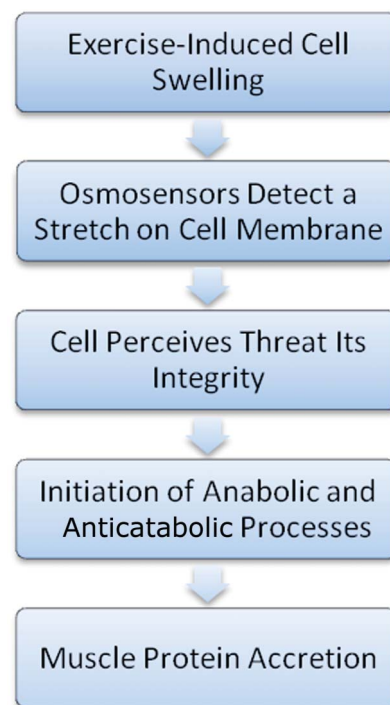 Exercise-Induced Cell
Swelling
Osmosensors Detect a
Stretch on Cell Membrane
Cell Perceives Threat Its
Integrity
Initiation of Anabolic and
Anticatabolic Processes
Muscle Protein Accretion